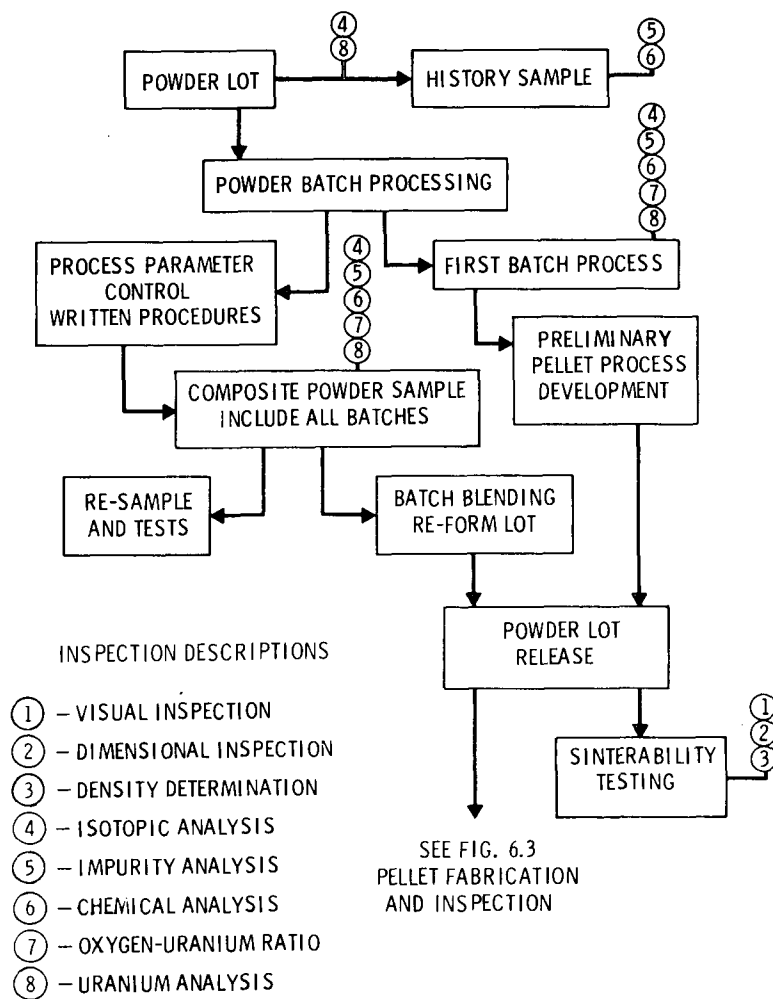 ④
⑧
⑤
⑥
POWDER LOT
HISTORY SAMPLE
④
⑤
⑥
⑦
⑧
POWDER BATCH PROCESSING
④
⑤
⑥
⑦
⑧
PROCESS PARAMETER
CONTROL
WRITTEN PROCEDURES
FIRST BATCH PROCESS
PRELIMINARY
PELLET PROCESS
DEVELOPMENT
COMPOSITE POWDER SAMPLE
INCLUDE ALL BATCHES
RE-SAMPLE
AND TESTS
BATCH BLENDING
RE-FORM LOT
POWDER LOT
RELEASE
①
②
③
SINTERABILITY
TESTING
SEE FIG. 6.3
PELLET FABRICATION
AND INSPECTION
INSPECTION DESCRIPTIONS
① – VISUAL INSPECTION
② – DIMENSIONAL INSPECTION
③ – DENSITY DETERMINATION
④ – ISOTOPIC ANALYSIS
⑤ – IMPURITY ANALYSIS
⑥ – CHEMICAL ANALYSIS
⑦ – OXYGEN-URANIUM RATIO
⑧ – URANIUM ANALYSIS